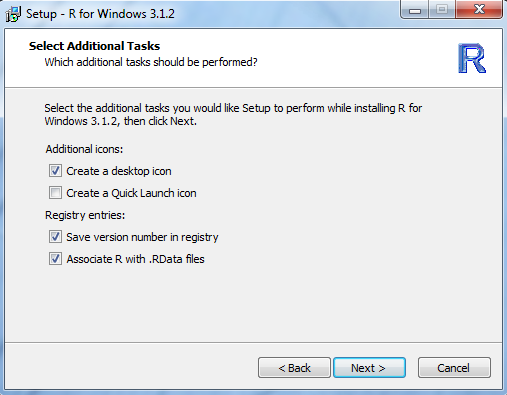 Setup - R for Windows 3.1.2
Select Additional Tasks
Which additional tasks should be performed?
R
Select the additional tasks you would like Setup to perform while installing R for
Windows 3.1.2, then click Next.
Additional icons:
Create a desktop icon
Create a Quick Launch icon
Registry entries:
Save version number in registry
Associate R with .RData files
< Back
Next >
Cancel